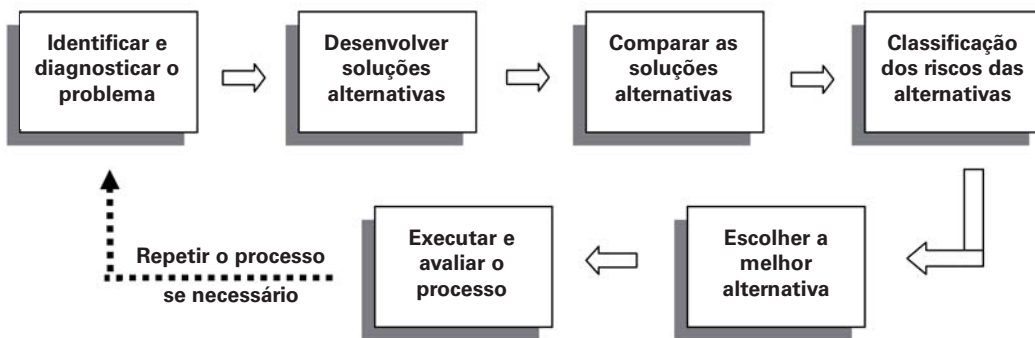 Identificar e
diagnosticar o
problema
Desenvolver
soluções
alternativas
Comparar as
soluções
alternativas
Classificação
dos riscos das
alternativas
Escolher a
melhor
alternativa
Executar e
avaliar o
processo
Repetir o processo
se necessário